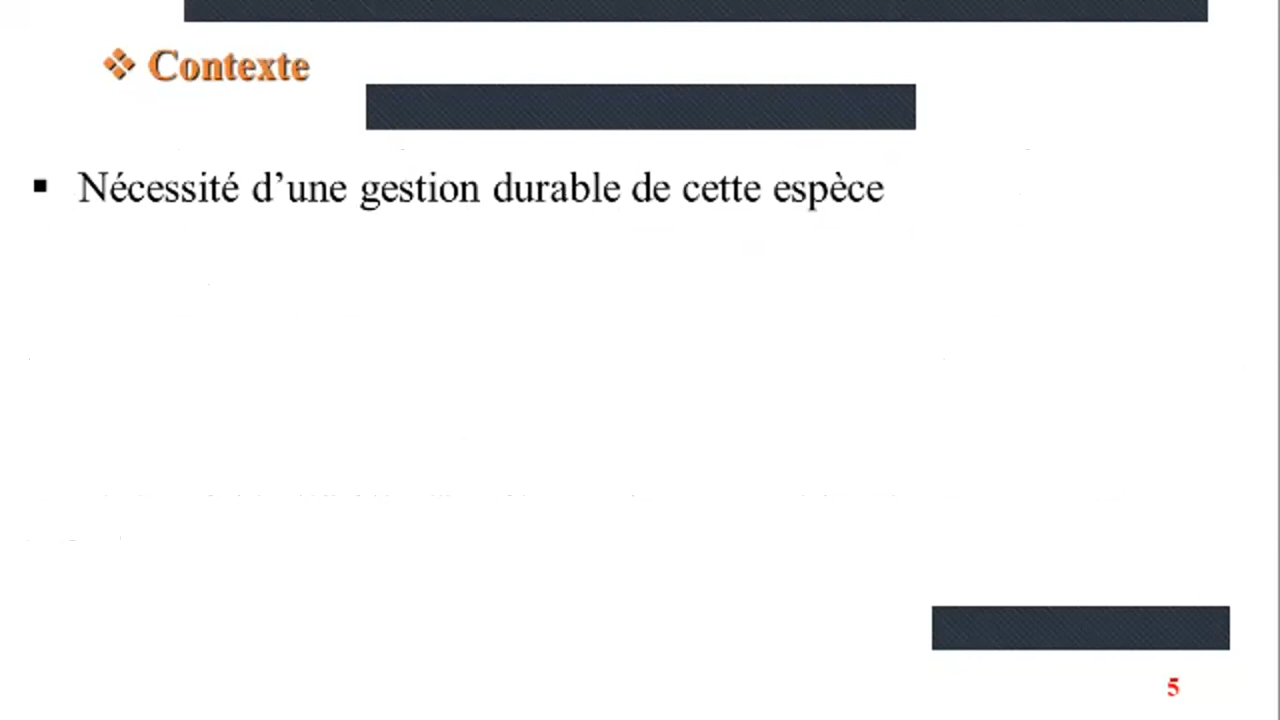 ❖ Contexte
▪ Nécessité d’une gestion durable de cette espèce
5